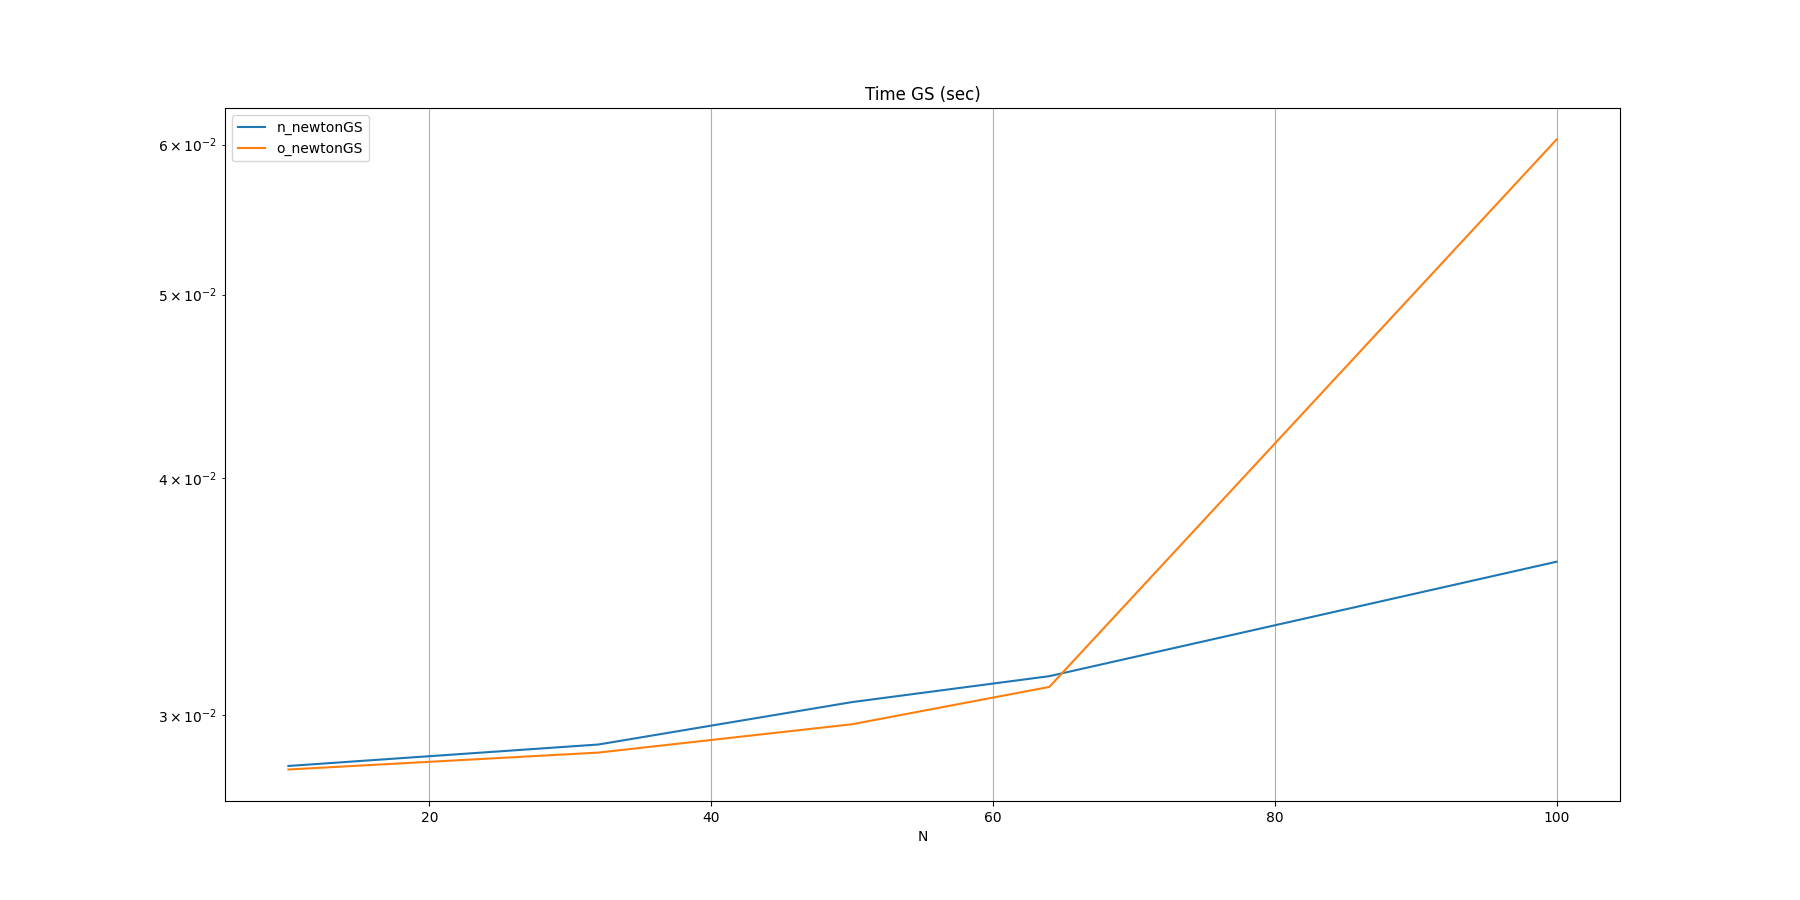 Time GS (sec)
n_newtonGS
o_newtonGS
6 × 10⁻²
5 × 10⁻²
4 × 10⁻²
3 × 10⁻²
20 40 60 80 100
N